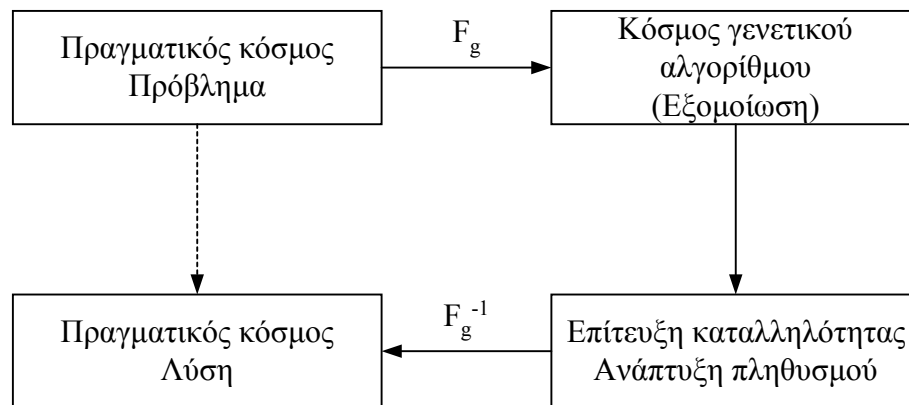 Πραγματικός κόσμος
Πρόβλημα
F_g
Κόσμος γενετικού
αλγορίθμου
(Εξομοίωση)
Πραγματικός κόσμος
Λύση
F_g^-1
Επίτευξη καταλληλότητας
Ανάπτυξη πληθυσμού